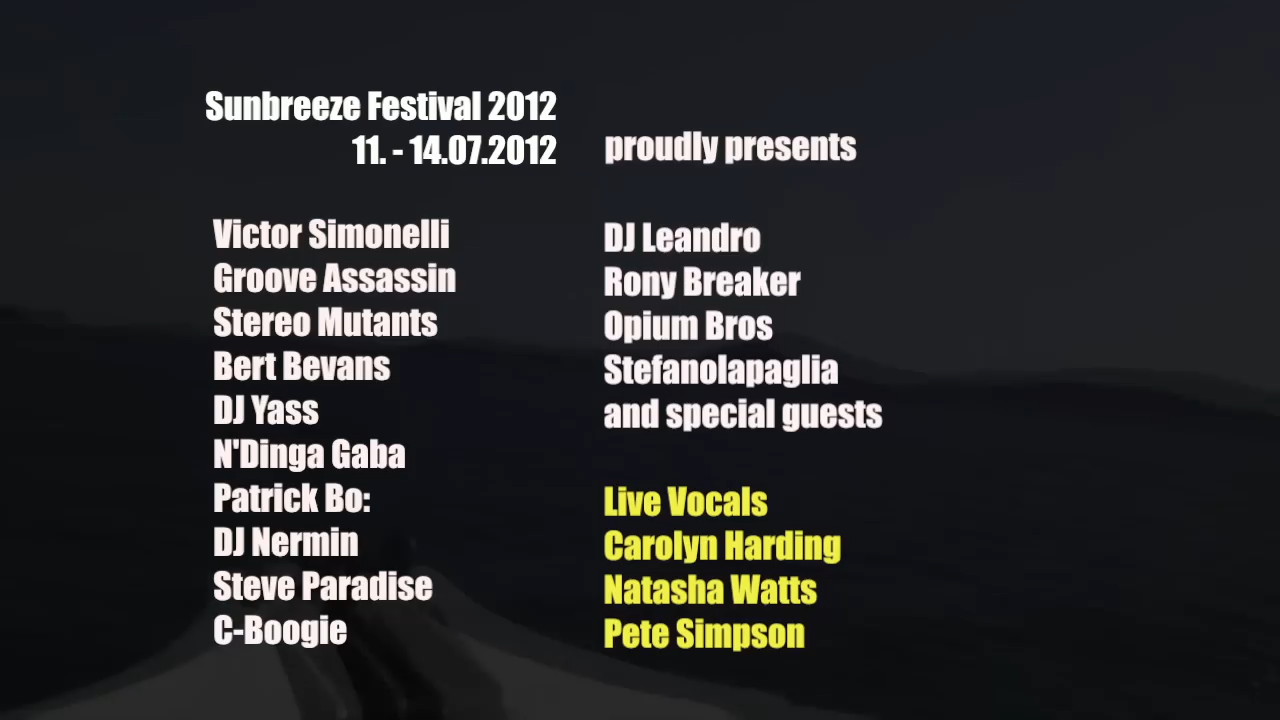 Sunbreeze Festival 2012
11. - 14.07.2012
proudly presents
Victor Simonelli
Groove Assassin
Stereo Mutants
Bert Bevans
DJ Yass
N'Dinga Gaba
Patrick Bo:
DJ Nermin
Steve Paradise
C-Boogie
DJ Leandro
Rony Breaker
Opium Bros
Stefanolapaglia
and special guests
Live Vocals
Carolyn Harding
Natasha Watts
Pete Simpson